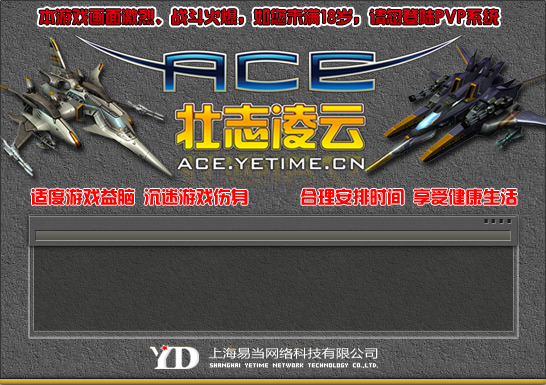 本游戏画面激烈、战斗火爆，如您未满18岁，请忽登陆PVP系统
ACE
壮志凌云
ACE.YETIME.CN
适度游戏益脑 沉迷游戏伤身 合理安排时间 享受健康生活
YD 上海易当网络科技有限公司
SHANGHAI YETIME NETWORK TECHNOLOGY CO.,LTD.